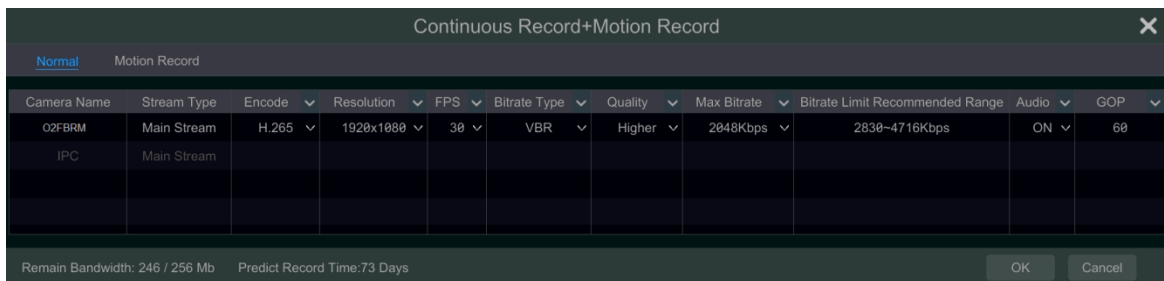 Continuous Record+Motion Record
Normal Motion Record
Camera Name Stream Type Encode Resolution FPS Bitrate Type Quality Max Bitrate Bitrate Limit Recommended Range Audio GOP
O2FBRM Main Stream H.265 1920x1080 30 VBR Higher 2048Kbps 2830~4716Kbps ON 60
IPC Main Stream
Remain Bandwidth: 246 / 256 Mb Predict Record Time:73 Days OK Cancel